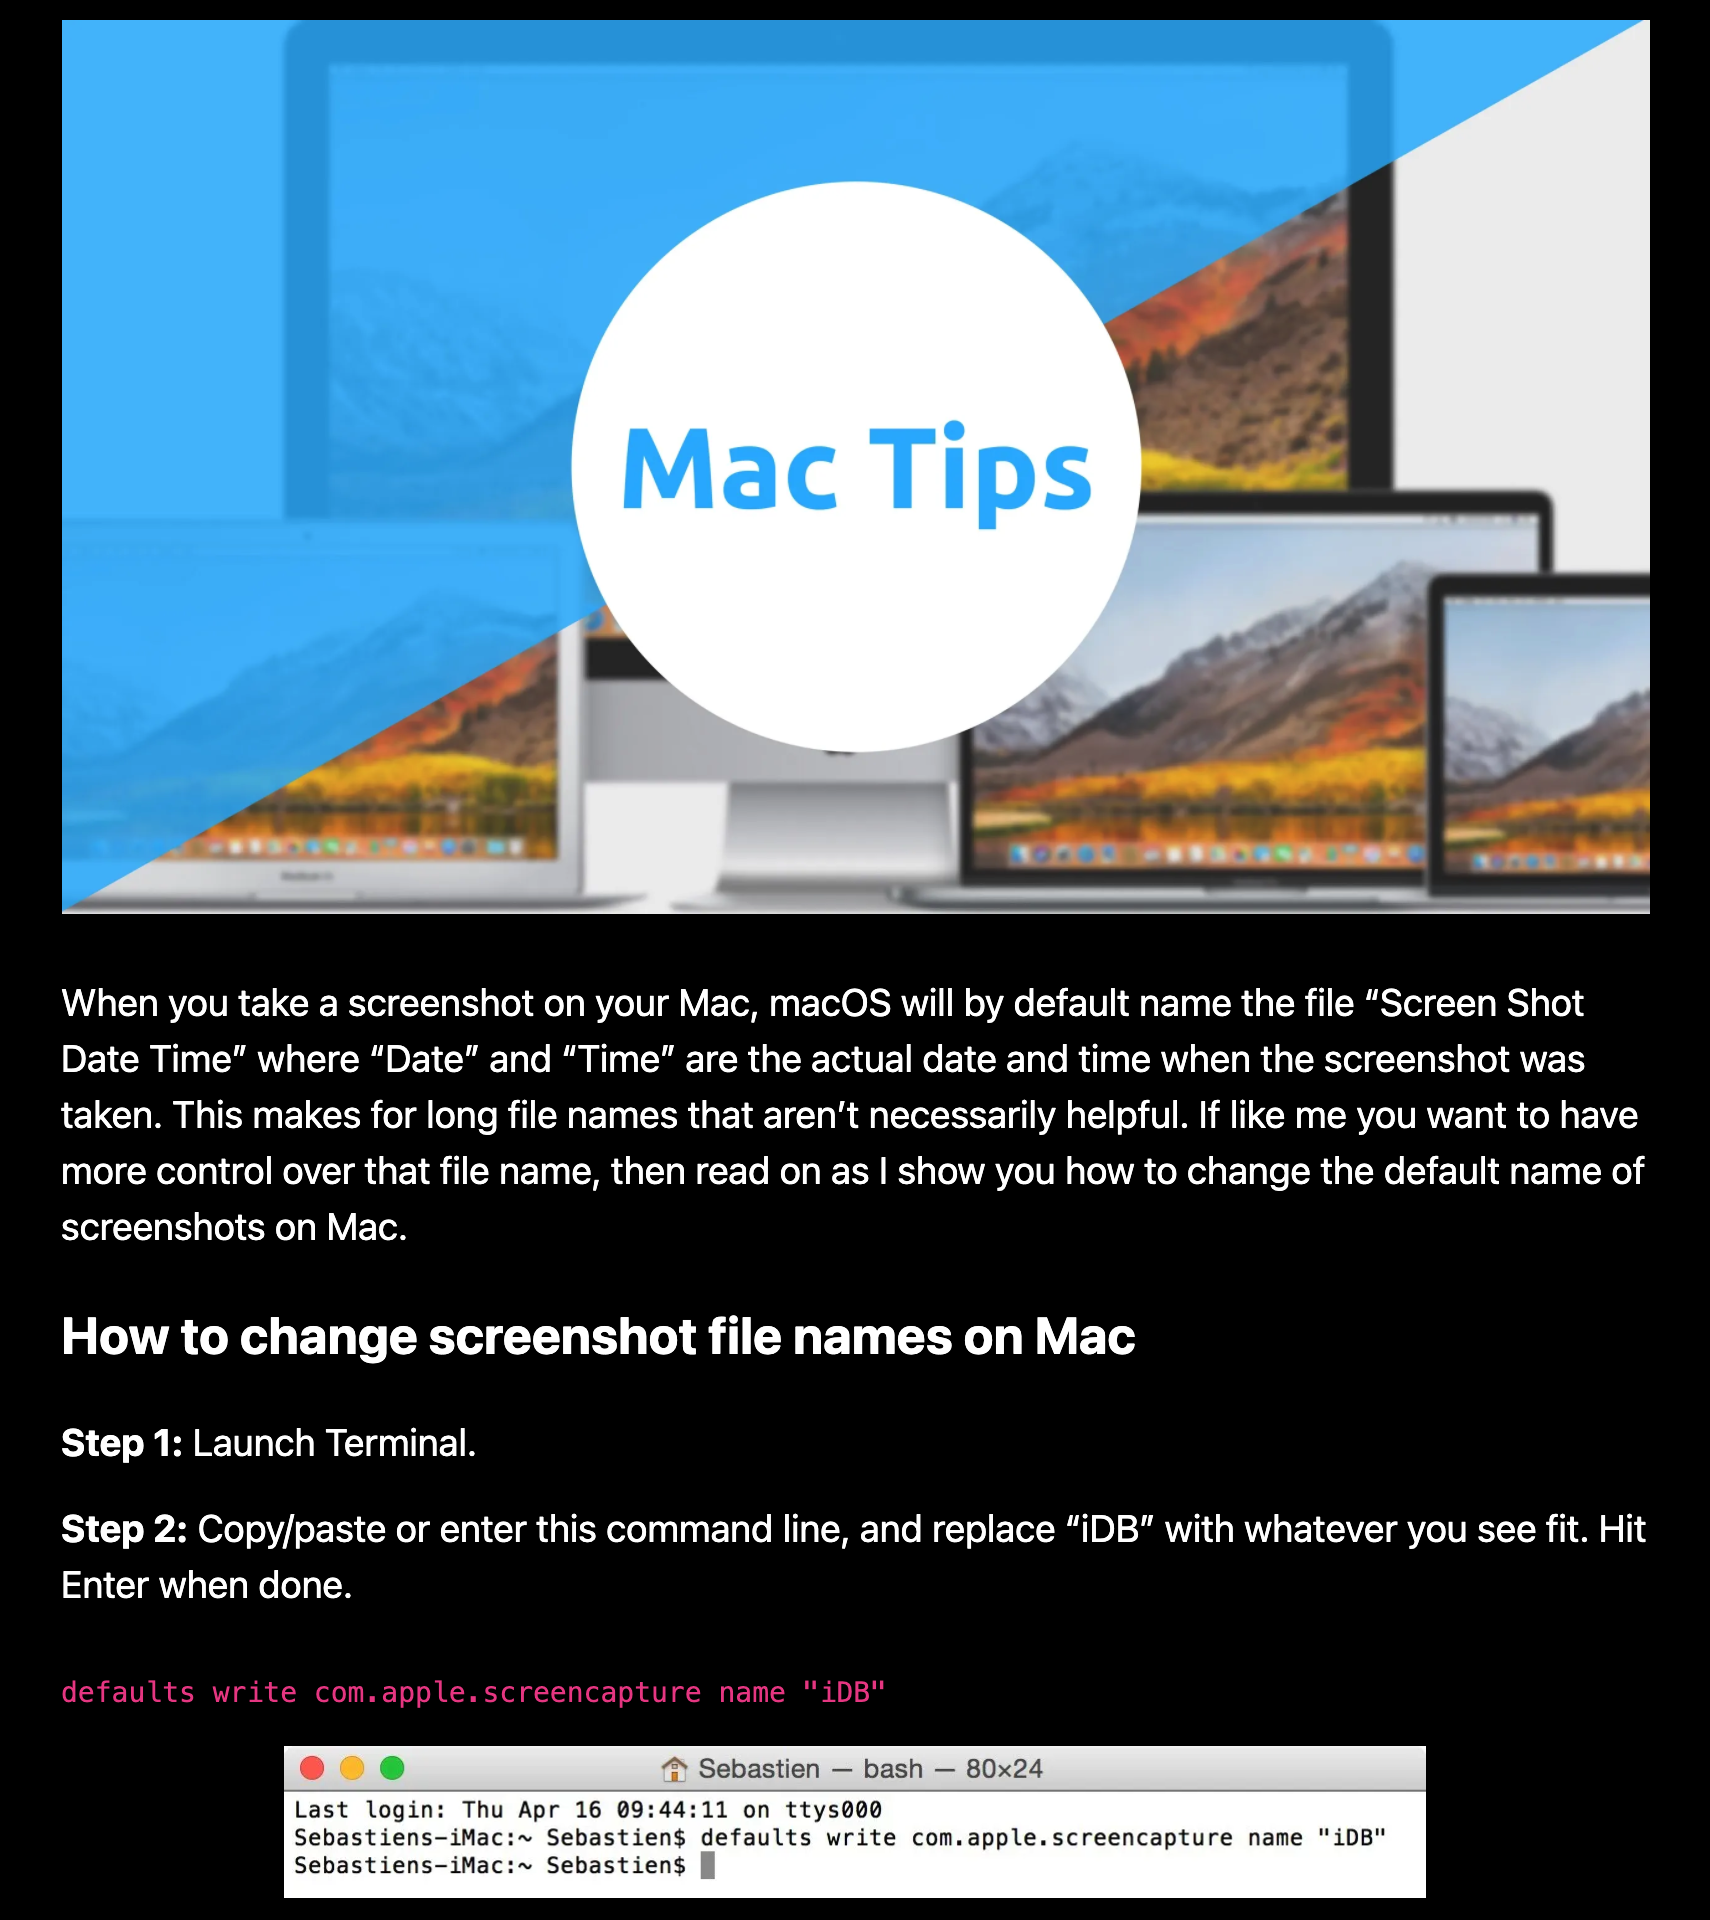 Mac Tips
When you take a screenshot on your Mac, macOS will by default name the file “Screen Shot
Date Time” where “Date” and “Time” are the actual date and time when the screenshot was
taken. This makes for long file names that aren’t necessarily helpful. If like me you want to have
more control over that file name, then read on as I show you how to change the default name of
screenshots on Mac.
How to change screenshot file names on Mac
Step 1: Launch Terminal.
Step 2: Copy/paste or enter this command line, and replace “iDB” with whatever you see fit. Hit
Enter when done.
defaults write com.apple.screencapture name "iDB"
Sebastien — bash — 80×24
Last login: Thu Apr 16 09:44:11 on ttys000
Sebastiens-iMac:~ Sebastien$ defaults write com.apple.screencapture name "iDB"
Sebastiens-iMac:~ Sebastien$